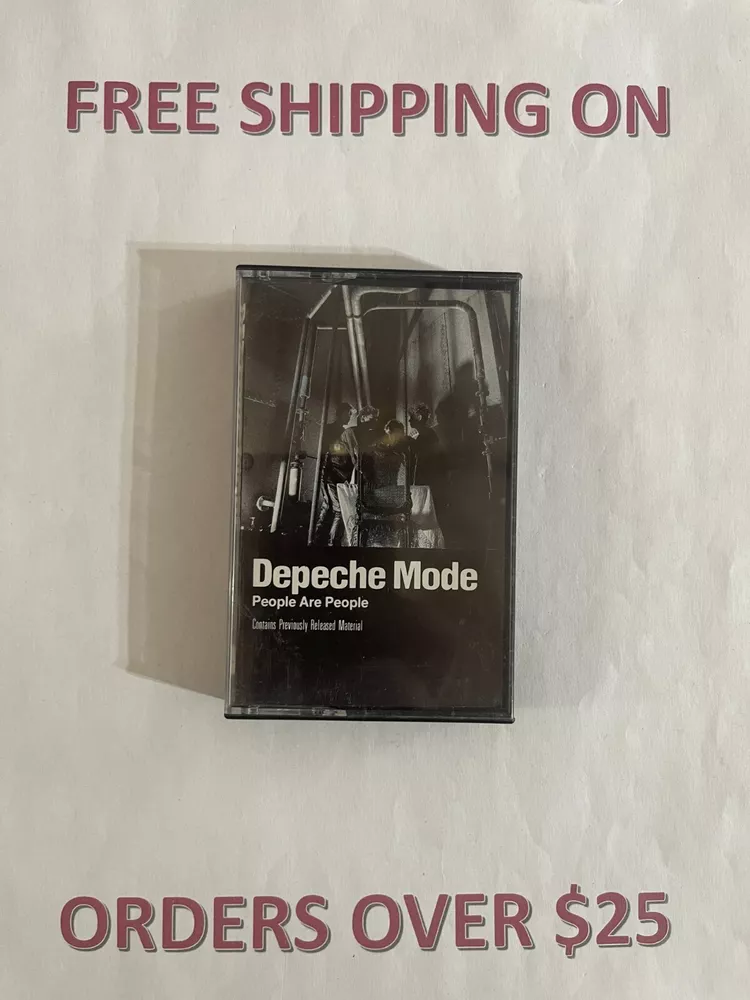 FREE SHIPPING ON
Depeche Mode
People Are People
Contains Previously Released Material
ORDERS OVER $25